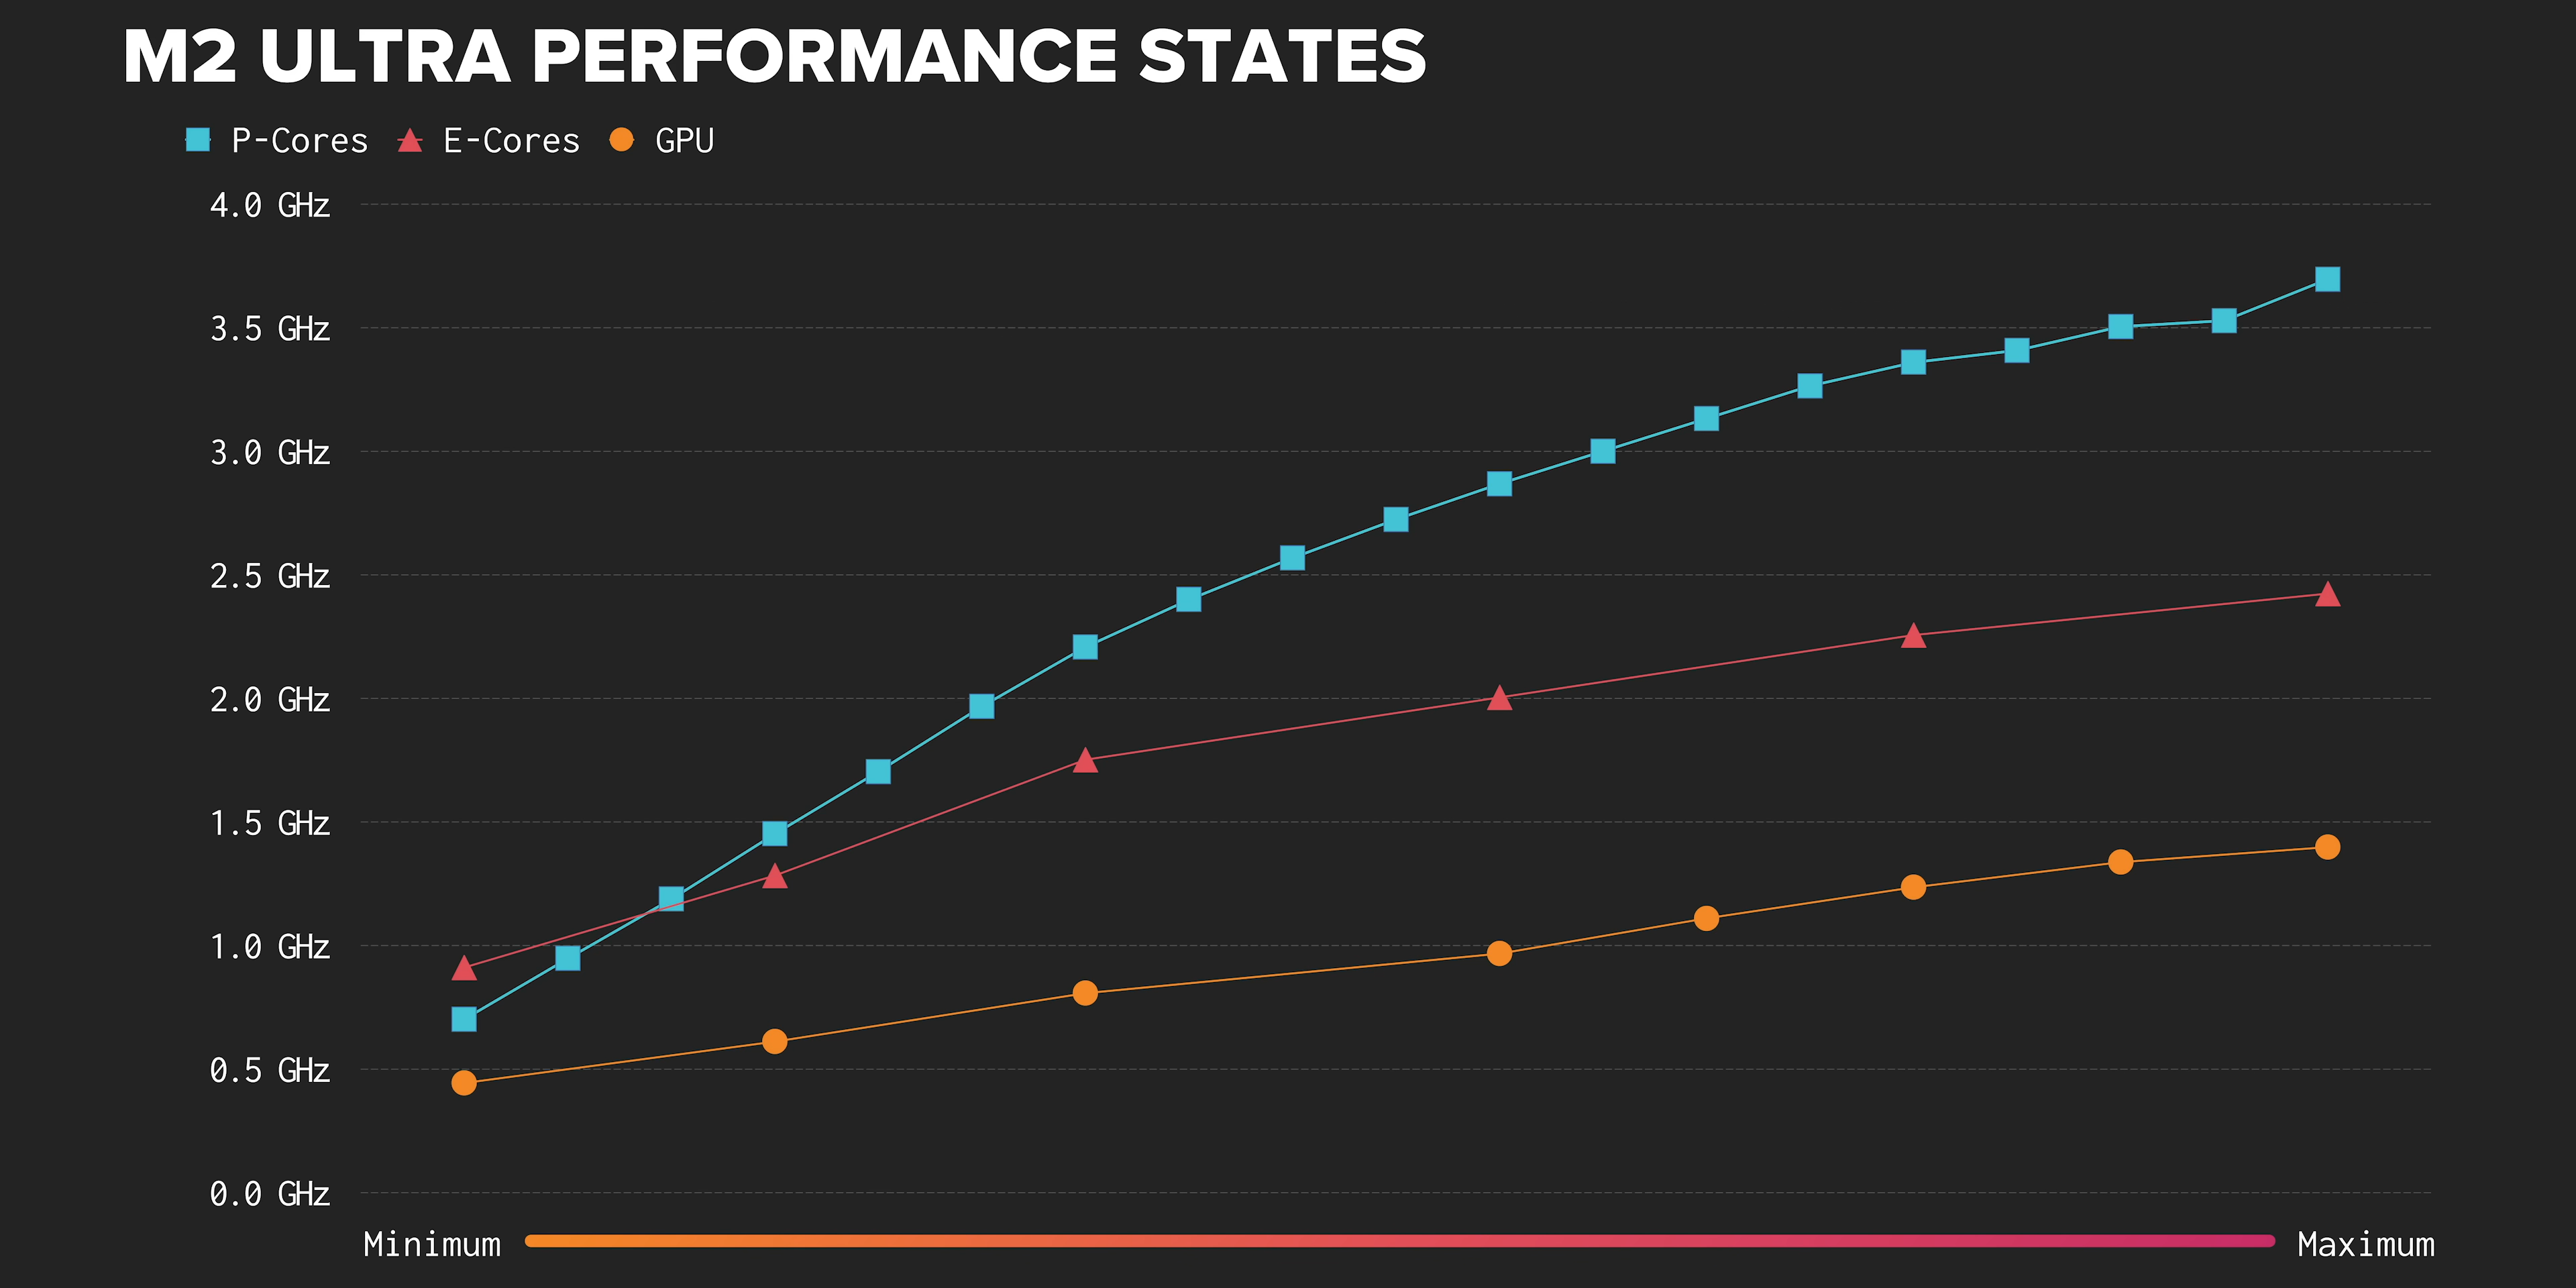 M2 ULTRA PERFORMANCE STATES
P-Cores E-Cores GPU
4.0 GHz
3.5 GHz
3.0 GHz
2.5 GHz
2.0 GHz
1.5 GHz
1.0 GHz
0.5 GHz
0.0 GHz
Minimum Maximum